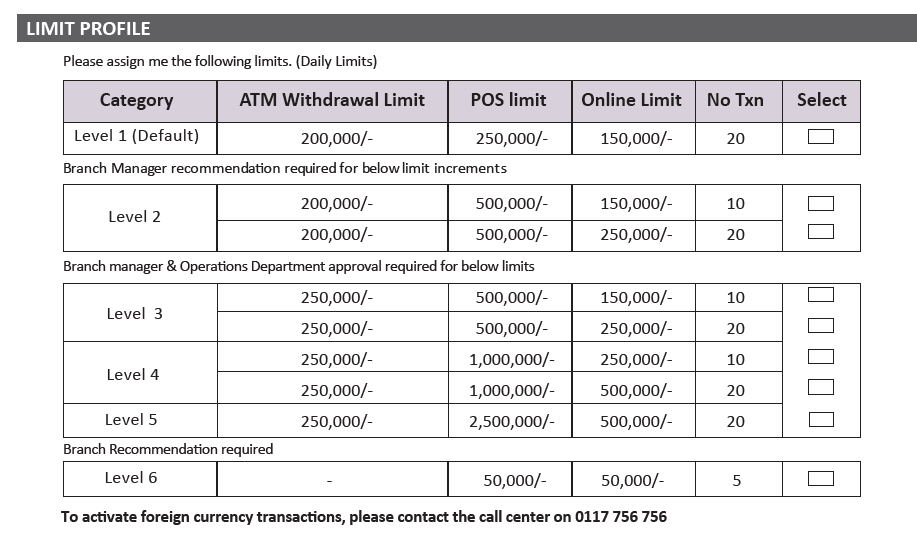 LIMIT PROFILE
Please assign me the following limits. (Daily Limits)
Category ATM Withdrawal Limit POS limit Online Limit No Txn Select
Level 1 (Default) 200,000/- 250,000/- 150,000/- 20
Branch Manager recommendation required for below limit increments
Level 2
200,000/- 500,000/- 150,000/- 10
200,000/- 500,000/- 250,000/- 20
Branch manager & Operations Department approval required for below limits
Level 3
250,000/- 500,000/- 150,000/- 10
250,000/- 500,000/- 250,000/- 20
Level 4
250,000/- 1,000,000/- 250,000/- 10
250,000/- 1,000,000/- 500,000/- 20
Level 5 250,000/- 2,500,000/- 500,000/- 20
Branch Recommendation required
Level 6 - 50,000/- 50,000/- 5
To activate foreign currency transactions, please contact the call center on 0117 756 756